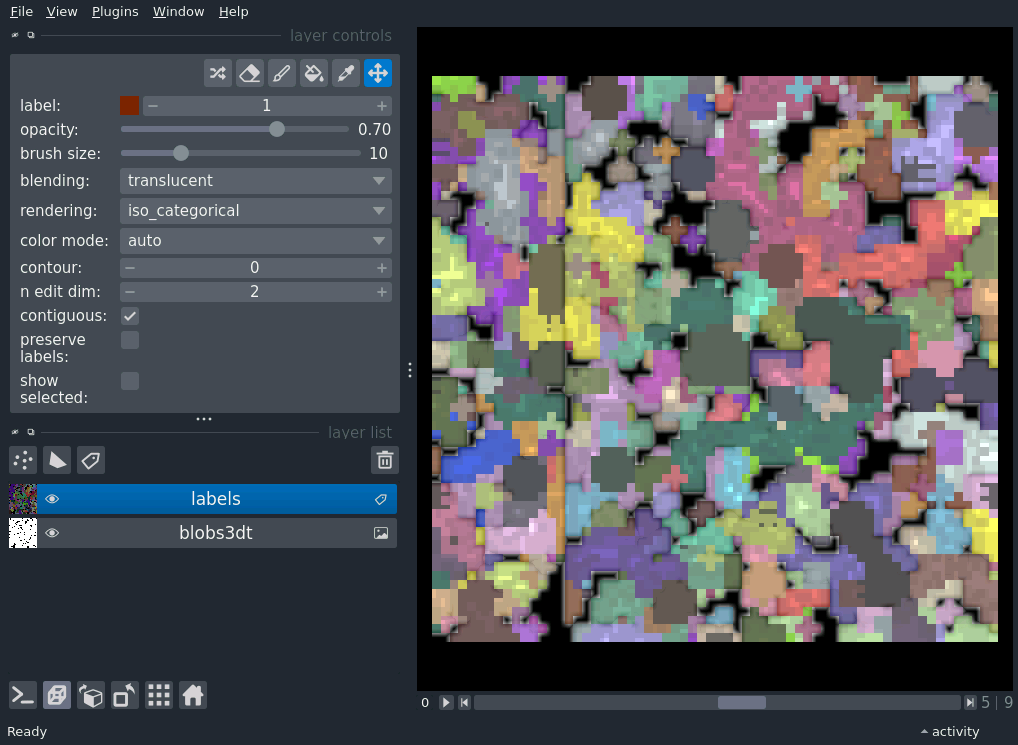 File View Plugins Window Help
layer controls
label: 1
opacity: 0.70
brush size: 10
blending: translucent
rendering: iso_categorical
color mode: auto
contour: 0
n edit dim: 2
contiguous:
preserve
labels:
show
selected:
layer list
labels
blobs3dt
0 5 | 9
Ready activity